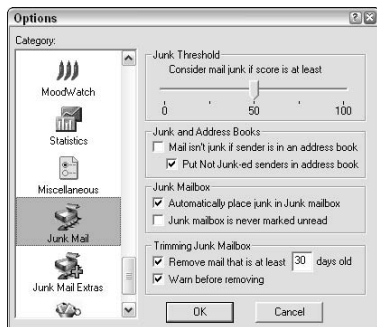 Options
Category:
MoodWatch
Statistics
Miscellaneous
Junk Mail
Junk Mail Extras
Junk Threshold
Consider mail junk if score is at least
0 50 100
Junk and Address Books
Mail isn't junk if sender is in an address book
Put Not Junk-ed senders in address book
Junk Mailbox
Automatically place junk in Junk mailbox
Junk mailbox is never marked unread
Trimming Junk Mailbox
Remove mail that is at least 30 days old
Warn before removing
OK Cancel